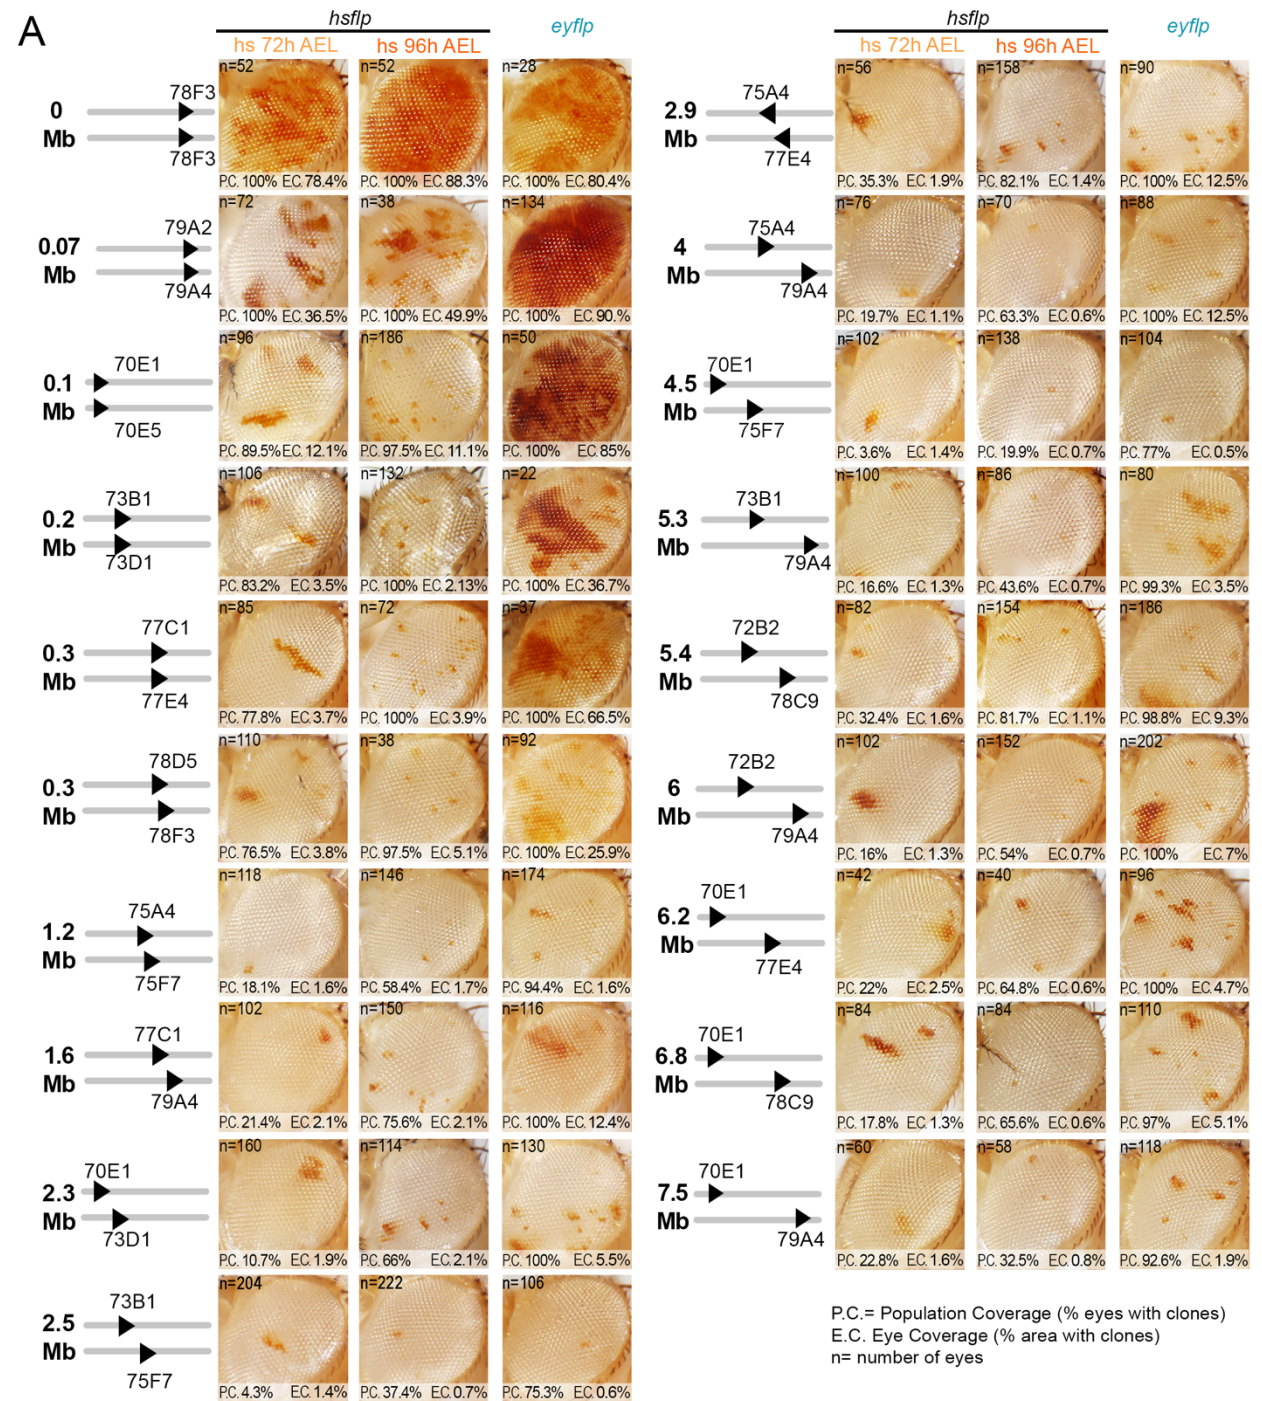 A
hsflp
eyflp
hs 72h AEL
hs 96h AEL
0
Mb
78F3
78F3
n=52
P.C. 100% E.C. 78.4%
n=52
P.C. 100% E.C. 88.3%
n=28
P.C. 100% E.C. 80.4%
0.07
Mb
79A2
79A4
n=72
P.C. 100% E.C. 36.5%
n=38
P.C. 100% E.C. 49.9%
n=134
P.C. 100% E.C. 90.%
0.1
Mb
70E1
70E5
n=96
P.C. 89.5% E.C. 12.1%
n=186
P.C. 97.5% E.C. 11.1%
n=50
P.C. 100% E.C. 85%
0.2
Mb
73B1
73D1
n=106
P.C. 83.2% E.C. 3.5%
n=132
P.C. 100% E.C. 2.13%
n=22
P.C. 100% E.C. 36.7%
0.3
Mb
77C1
77E4
n=85
P.C. 77.8% E.C. 3.7%
n=72
P.C. 100% E.C. 3.9%
n=37
P.C. 100% E.C. 66.5%
0.3
Mb
78D5
78F3
n=110
P.C. 76.5% E.C. 3.8%
n=38
P.C. 97.5% E.C. 5.1%
n=92
P.C. 100% E.C. 25.9%
1.2
Mb
75A4
75F7
n=118
P.C. 18.1% E.C. 1.6%
n=146
P.C. 58.4% E.C. 1.7%
n=174
P.C. 94.4% E.C. 1.6%
1.6
Mb
77C1
79A4
n=102
P.C. 21.4% E.C. 2.1%
n=150
P.C. 75.6% E.C. 2.1%
n=116
P.C. 100% E.C. 12.4%
2.3
Mb
70E1
73D1
n=160
P.C. 10.7% E.C. 1.9%
n=114
P.C. 66% E.C. 2.1%
n=130
P.C. 100% E.C. 5.5%
2.5
Mb
73B1
75F7
n=204
P.C. 4.3% E.C. 1.4%
n=222
P.C. 37.4% E.C. 0.7%
n=106
P.C. 75.3% E.C. 0.6%
hsflp
eyflp
hs 72h AEL
hs 96h AEL
2.9
Mb
75A4
77E4
n=56
P.C. 35.3% E.C. 1.9%
n=158
P.C. 82.1% E.C. 1.4%
n=90
P.C. 100% E.C. 12.5%
4
Mb
75A4
79A4
n=76
P.C. 19.7% E.C. 1.1%
n=70
P.C. 63.3% E.C. 0.6%
n=88
P.C. 100% E.C. 12.5%
4.5
Mb
70E1
75F7
n=102
P.C. 3.6% E.C. 1.4%
n=138
P.C. 19.9% E.C. 0.7%
n=104
P.C. 77% E.C. 0.5%
5.3
Mb
73B1
79A4
n=100
P.C. 16.6% E.C. 1.3%
n=86
P.C. 43.6% E.C. 0.7%
n=80
P.C. 99.3% E.C. 3.5%
5.4
Mb
72B2
78C9
n=82
P.C. 32.4% E.C. 1.6%
n=154
P.C. 81.7% E.C. 1.1%
n=186
P.C. 98.8% E.C. 9.3%
6
Mb
72B2
79A4
n=102
P.C. 16% E.C. 1.3%
n=152
P.C. 54% E.C. 0.7%
n=202
P.C. 100% E.C. 7%
6.2
Mb
70E1
77E4
n=42
P.C. 22% E.C. 2.5%
n=40
P.C. 64.8% E.C. 0.6%
n=96
P.C. 100% E.C. 4.7%
6.8
Mb
70E1
78C9
n=84
P.C. 17.8% E.C. 1.3%
n=84
P.C. 65.6% E.C. 0.6%
n=110
P.C. 97% E.C. 5.1%
7.5
Mb
70E1
79A4
n=60
P.C. 22.8% E.C. 1.6%
n=58
P.C. 32.5% E.C. 0.8%
n=118
P.C. 92.6% E.C. 1.9%
P.C.= Population Coverage (% eyes with clones)
E.C. Eye Coverage (% area with clones)
n= number of eyes